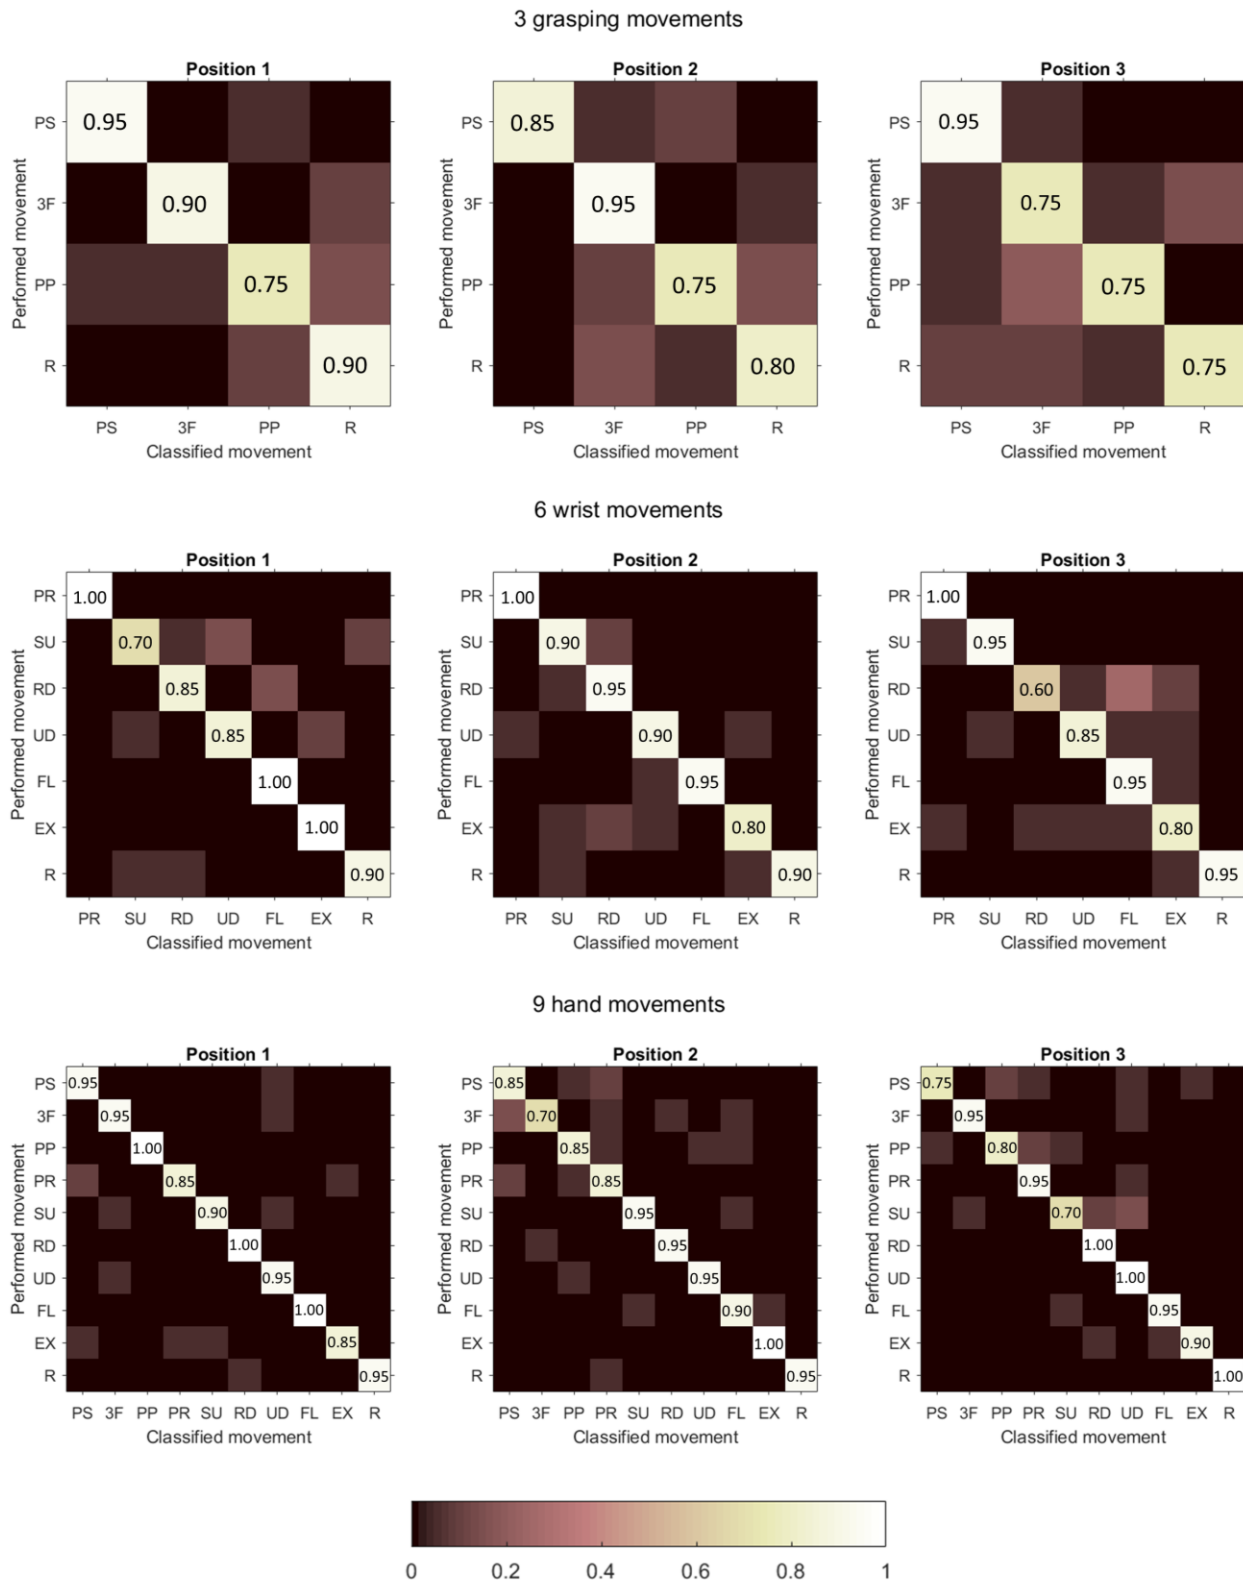 3 grasping movements
Position 1
Position 2
Position 3
PS
0.95
PS
0.85
PS
0.95
3F
0.90
3F
0.95
3F
0.75
PP
0.75
PP
0.75
PP
0.75
R
0.90
R
0.80
R
0.75
Performed movement
Performed movement
Performed movement
PS 3F PP R
PS 3F PP R
PS 3F PP R
Classified movement
Classified movement
Classified movement
6 wrist movements
Position 1
Position 2
Position 3
PR 1.00
PR 1.00
PR 1.00
SU 0.70
SU 0.90
SU 0.95
RD 0.85
RD 0.95
RD 0.60
UD 0.85
UD 0.90
UD 0.85
FL 1.00
FL 0.95
FL 0.95
EX 1.00
EX 0.80
EX 0.80
R 0.90
R 0.90
R 0.95
Performed movement
Performed movement
Performed movement
PR SU RD UD FL EX R
PR SU RD UD FL EX R
PR SU RD UD FL EX R
Classified movement
Classified movement
Classified movement
9 hand movements
Position 1
Position 2
Position 3
PS 0.95
PS 0.85
PS 0.75
3F 0.95
3F 0.70
3F 0.95
PP 1.00
PP 0.85
PP 0.80
PR 0.85
PR 0.85
PR 0.95
SU 0.90
SU 0.95
SU 0.70
RD 1.00
RD 0.95
RD 1.00
UD 0.95
UD 0.95
UD 1.00
FL 1.00
FL 0.90
FL 0.95
EX 0.85
EX 1.00
EX 0.90
R 0.95
R 0.95
R 1.00
Performed movement
Performed movement
Performed movement
PS 3F PP PR SU RD UD FL EX R
PS 3F PP PR SU RD UD FL EX R
PS 3F PP PR SU RD UD FL EX R
Classified movement
Classified movement
Classified movement
0 0.2 0.4 0.6 0.8 1